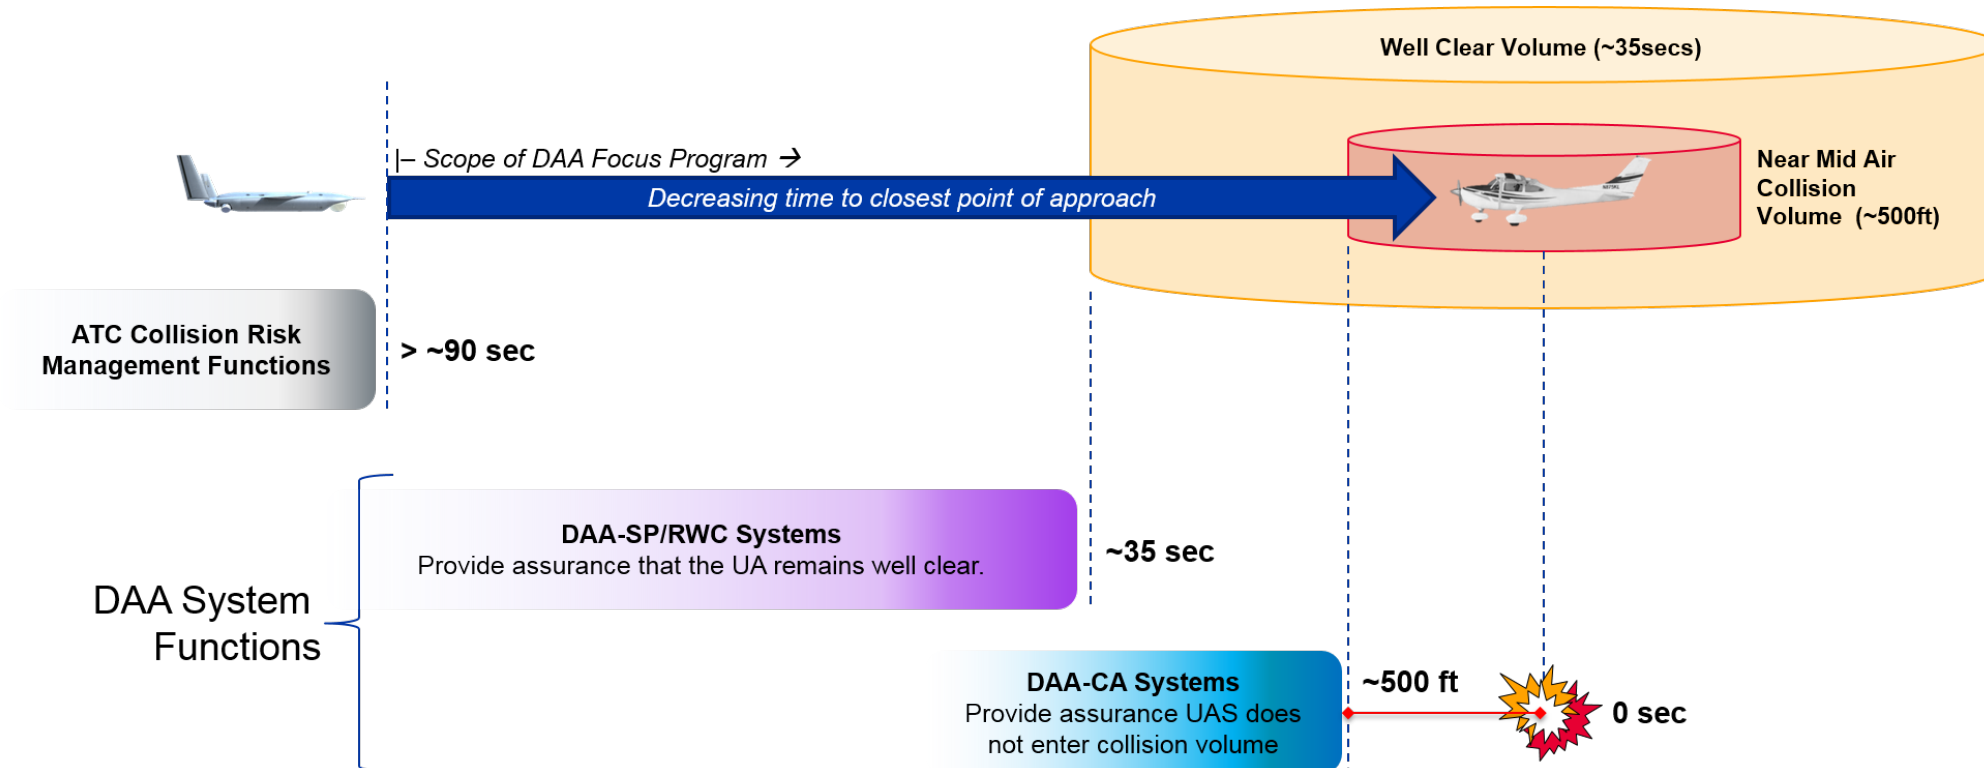 Well Clear Volume (~35secs)
|– Scope of DAA Focus Program →
Decreasing time to closest point of approach
Near Mid Air
Collision
Volume (~500ft)
ATC Collision Risk
Management Functions
> ~90 sec
DAA-SP/RWC Systems
Provide assurance that the UA remains well clear.
~35 sec
DAA System
Functions
DAA-CA Systems
Provide assurance UAS does
not enter collision volume
~500 ft
0 sec